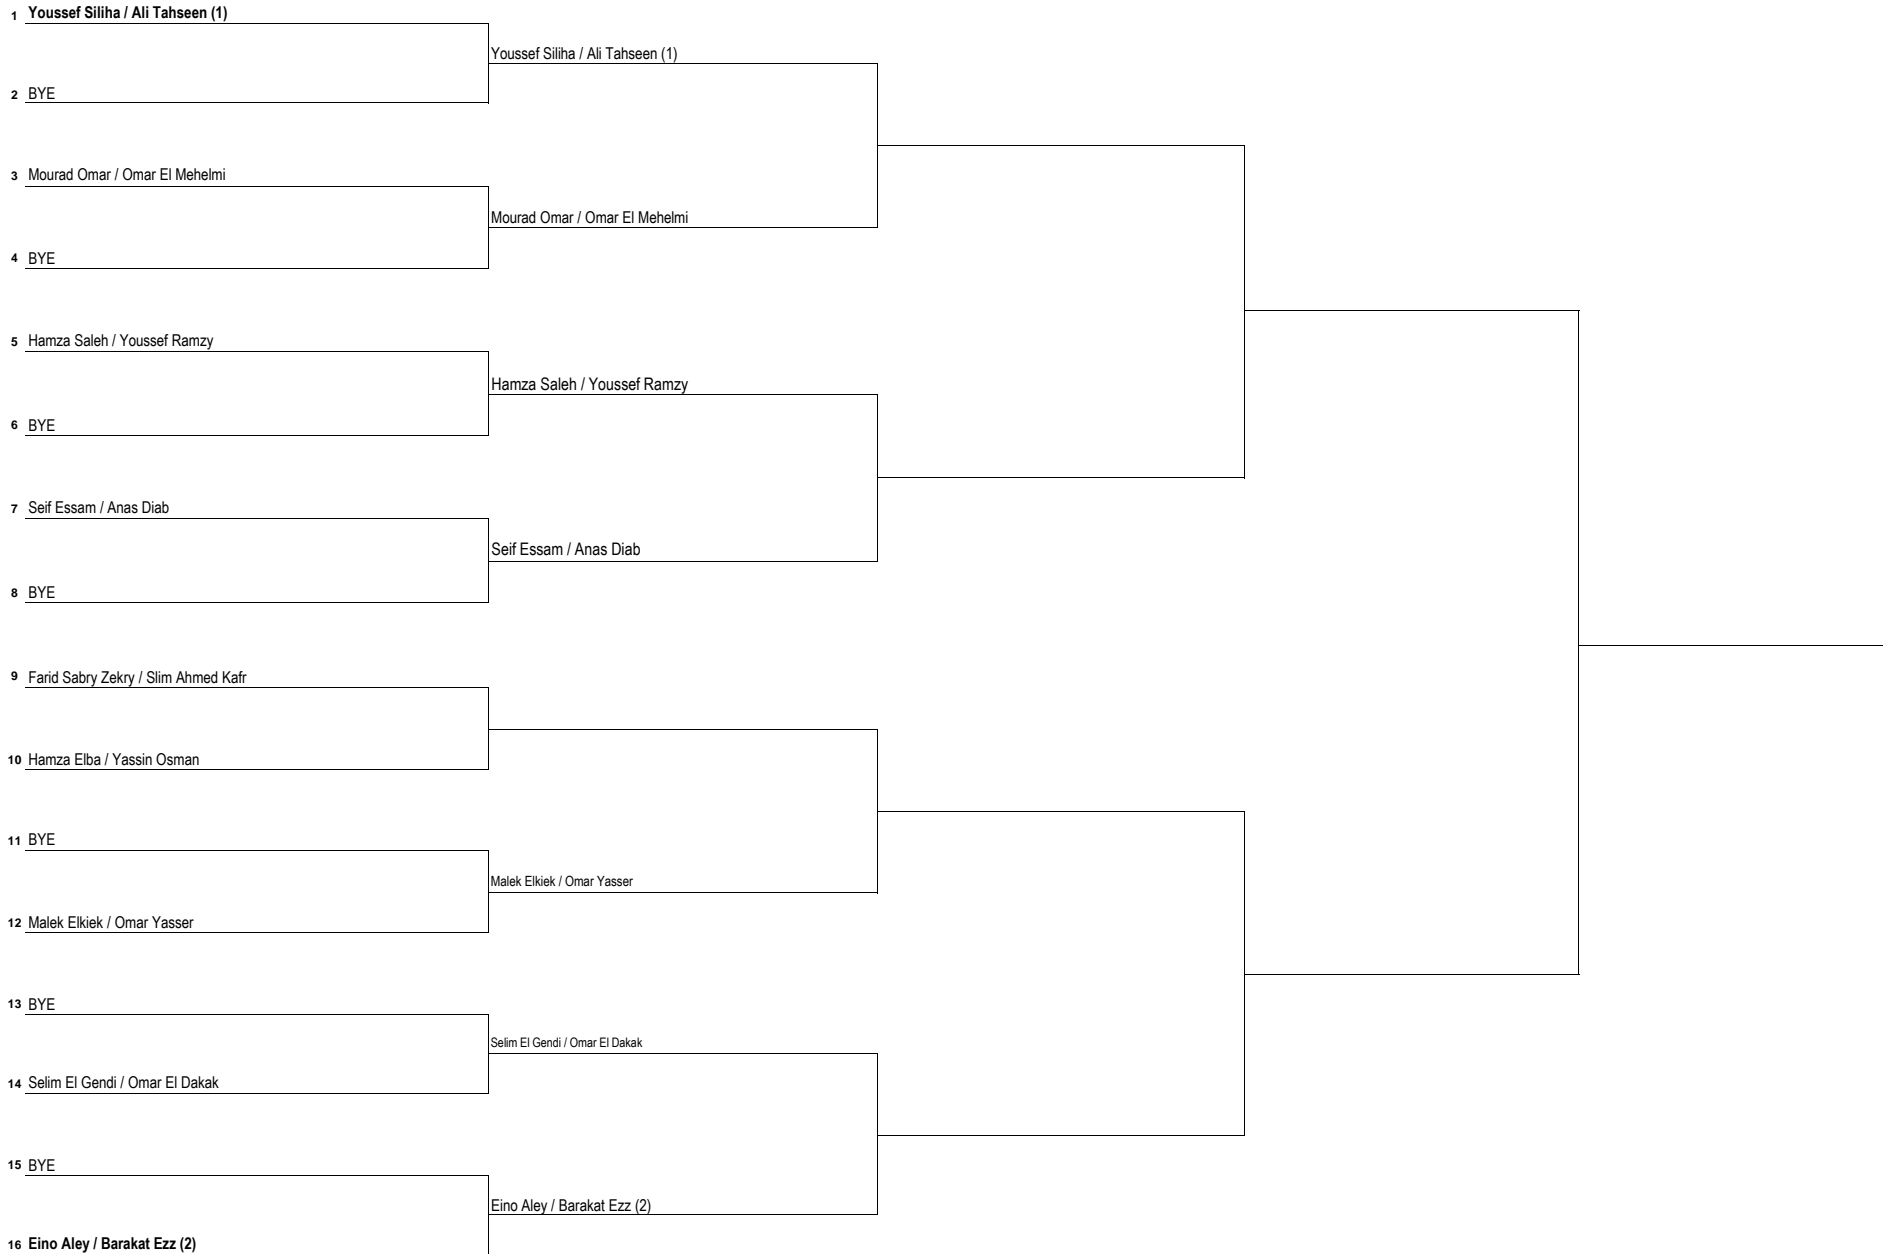 1 Youssef Siliha / Ali Tahseen (1)
Youssef Siliha / Ali Tahseen (1)
2 BYE
3 Mourad Omar / Omar El Mehelmi
Mourad Omar / Omar El Mehelmi
4 BYE
5 Hamza Saleh / Youssef Ramzy
Hamza Saleh / Youssef Ramzy
6 BYE
7 Seif Essam / Anas Diab
Seif Essam / Anas Diab
8 BYE
9 Farid Sabry Zekry / Slim Ahmed Kafr
10 Hamza Elba / Yassin Osman
11 BYE
Malek Elkiek / Omar Yasser
12 Malek Elkiek / Omar Yasser
13 BYE
Selim El Gendi / Omar El Dakak
14 Selim El Gendi / Omar El Dakak
15 BYE
Eino Aley / Barakat Ezz (2)
16 Eino Aley / Barakat Ezz (2)